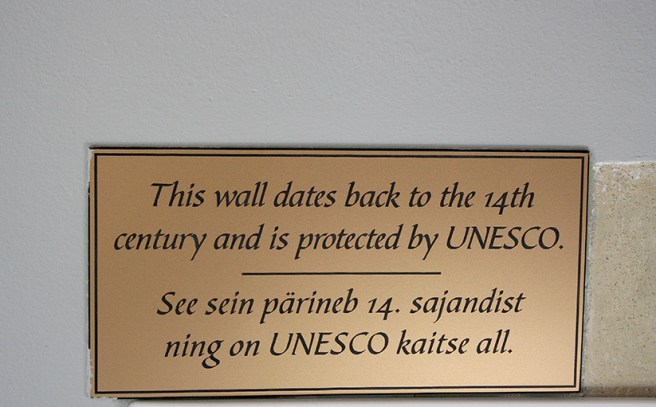 This wall dates back to the 14th
century and is protected by UNESCO.
See sein pärineb 14. sajandist
ning on UNESCO kaitse all.